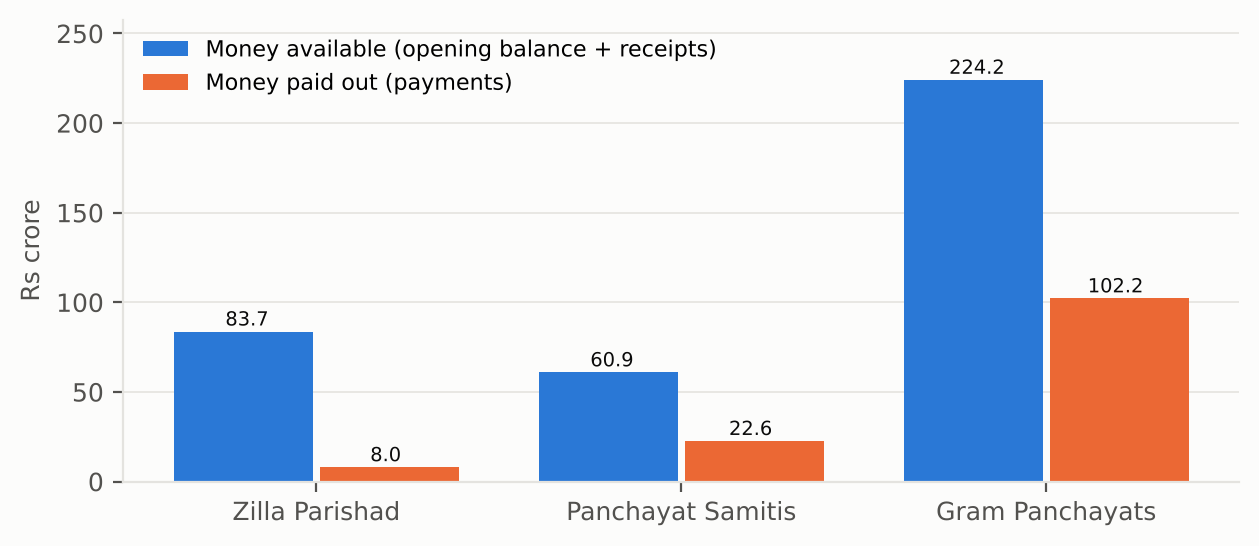 Rs crore
250
200
150
100
50
0
Money available (opening balance + receipts)
Money paid out (payments)
83.7
8.0
60.9
22.6
224.2
102.2
Zilla Parishad
Panchayat Samitis
Gram Panchayats